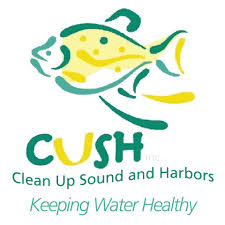 CUSH INC
Clean Up Sound and Harbors
Keeping Water Healthy